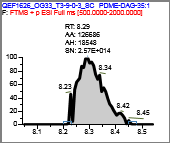 QEF1626_OG33_T3-9-0-3_SC PDME-DAG-35:1
F: FTMS + p ESI Full ms [500.0000-2000.0000]
RT: 8.29
AA: 126686
AH: 18548
SN: 2.57E+014
100
80
60
40
20
0
8.23
8.34
8.42
8.45
8.1 8.2 8.3 8.4 8.5